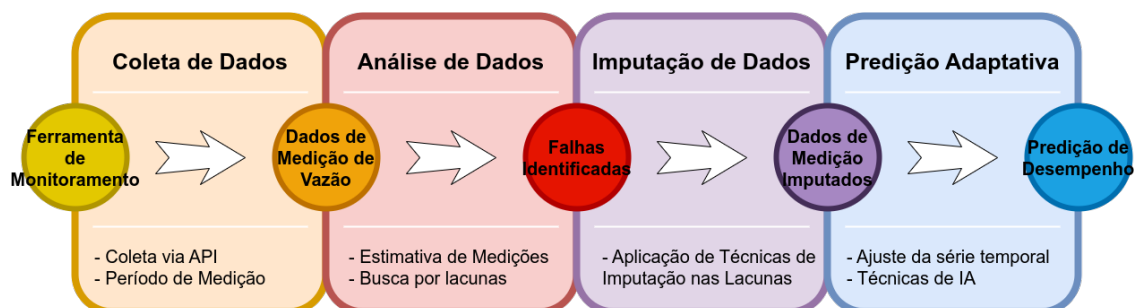 Coleta de Dados
Análise de Dados
Imputação de Dados
Predição Adaptativa
Ferramenta
de
Monitoramento
Dados de
Medição de
Vazão
Falhas
Identificadas
Dados de
Medição
Imputados
Predição de
Desempenho
- Coleta via API
- Período de Medição
- Estimativa de Medições
- Busca por lacunas
- Aplicação de Técnicas de
Imputação nas Lacunas
- Ajuste da série temporal
- Técnicas de IA